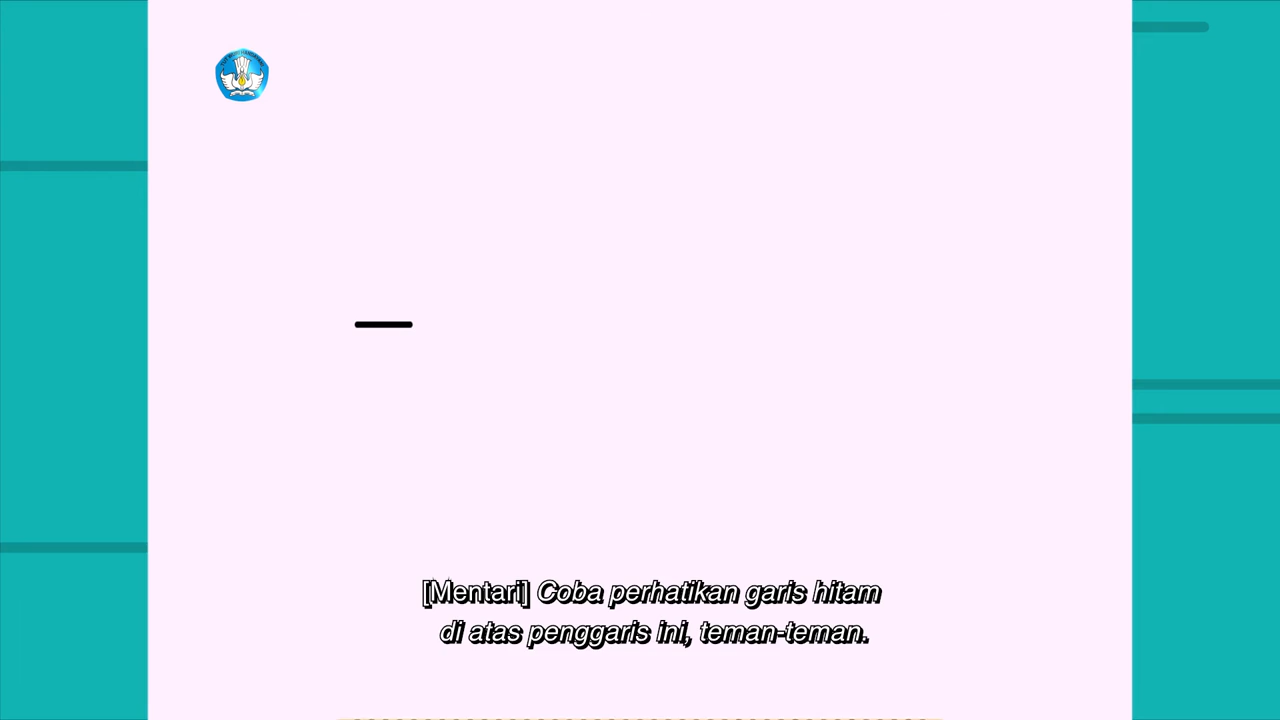 [Mentari] Coba perhatikan garis hitam
di atas penggaris ini, teman-teman.